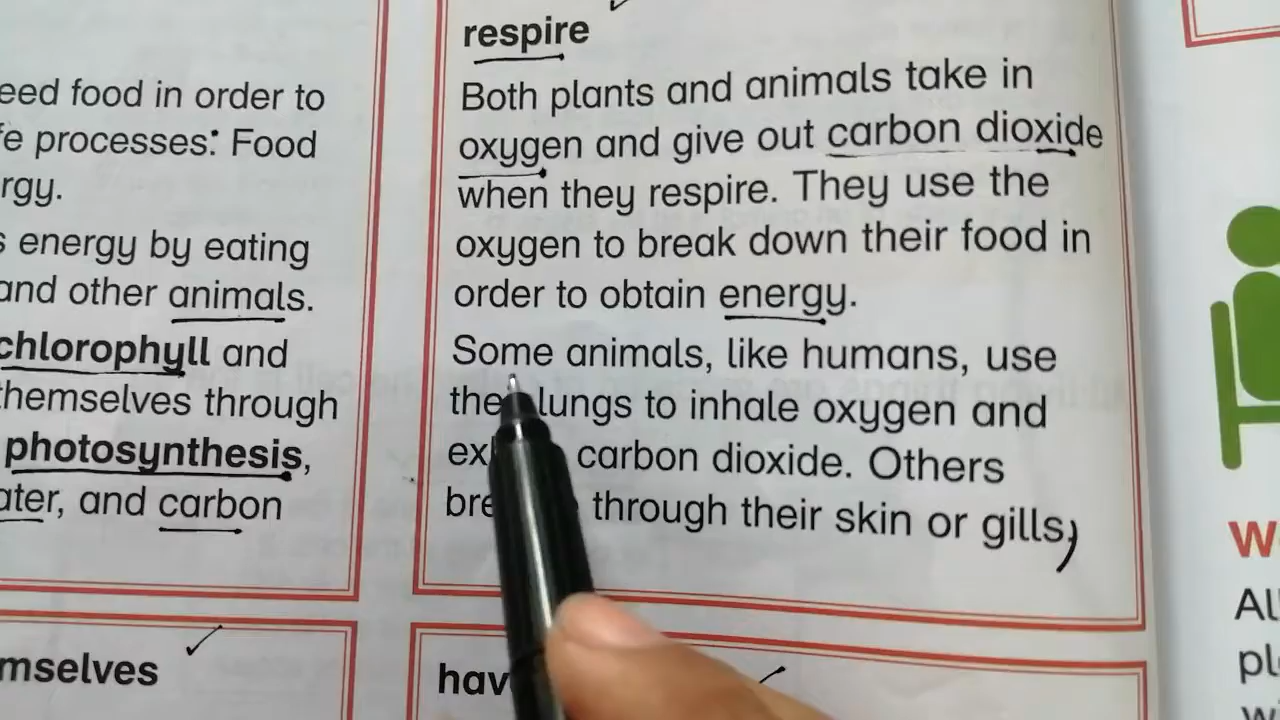 eed food in order to
fe processes: Food
rgy.
s energy by eating
and other animals.
chlorophyll and
themselves through
photosynthesis,
ater, and carbon
mselves
respire
Both plants and animals take in
oxygen and give out carbon dioxide
when they respire. They use the
oxygen to break down their food in
order to obtain energy.
Some animals, like humans, use
lungs to inhale oxygen and
carbon dioxide. Others
through their skin or gills,
hav
W
All
pl
w